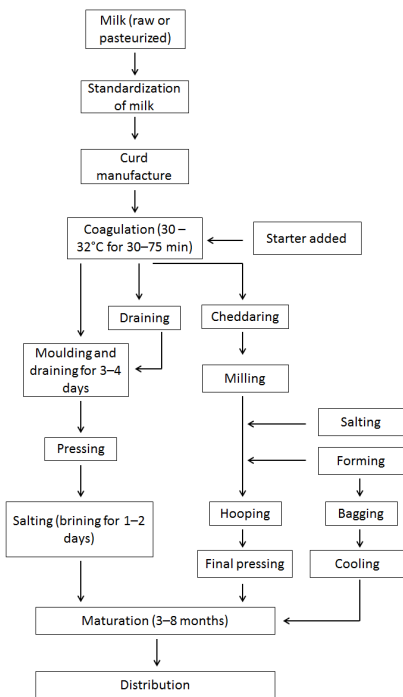 Milk (raw or
pasteurized)
Standardization
of milk
Curd
manufacture
Coagulation (30 –
32°C for 30–75 min)
Starter added
Draining
Cheddaring
Moulding and
draining for 3–4
days
Milling
Salting
Pressing
Forming
Salting (brining for 1–2
days)
Hooping
Bagging
Final pressing
Cooling
Maturation (3–8 months)
Distribution